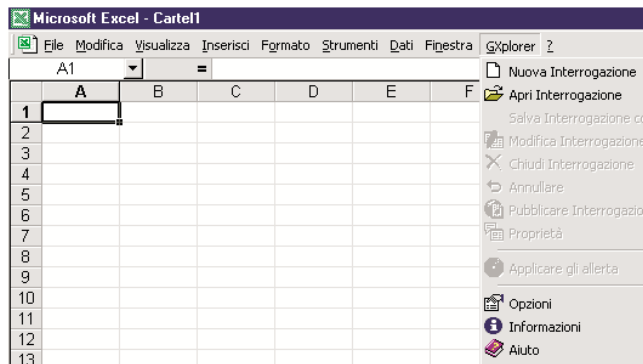 Microsoft Excel - Cartel1
File Modifica Visualizza Inserisci Formato Strumenti Dati Finestra GXplorer ?
A1 =
A B C D E F
1
2
3
4
5
6
7
8
9
10
11
12
13
Nuova Interrogazione
Apri Interrogazione
Salva Interrogazione co
Modifica Interrogazione
Chiudi Interrogazione
Annullare
Pubblicare Interrogazio
Proprietà
Applicare gli allerta
Opzioni
Informazioni
Aiuto